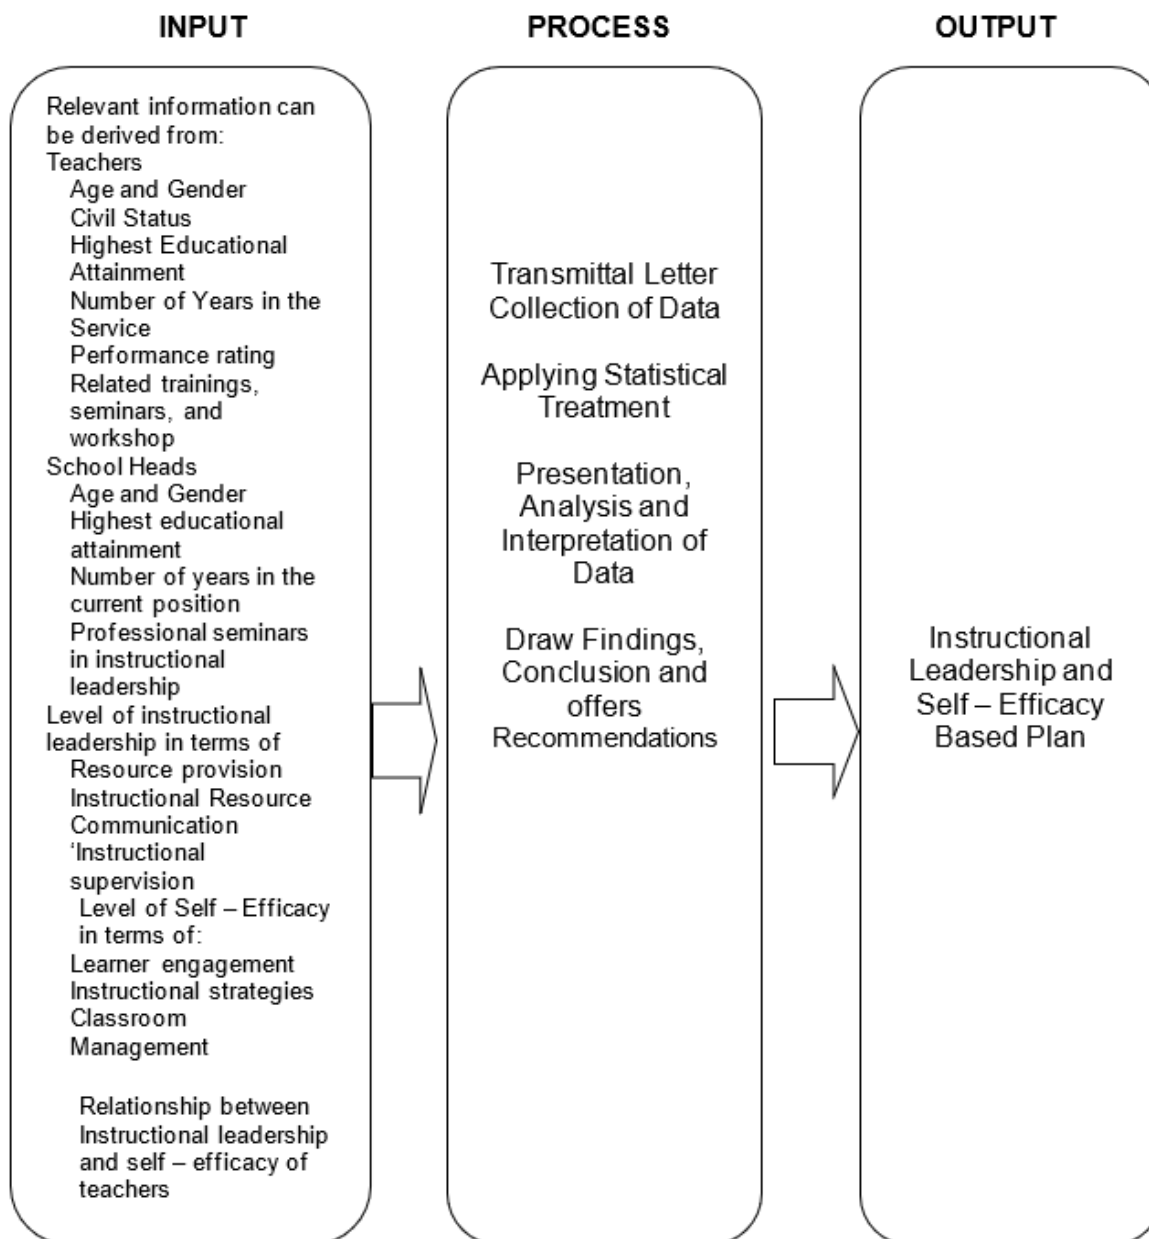 INPUT
PROCESS
OUTPUT
Relevant information can
be derived from:
Teachers
Age and Gender
Civil Status
Highest Educational
Attainment
Number of Years in the
Service
Performance rating
Related trainings,
seminars, and
workshop
School Heads
Age and Gender
Highest educational
attainment
Number of years in the
current position
Professional seminars
in instructional
leadership
Level of instructional
leadership in terms of
Resource provision
Instructional Resource
Communication
‘Instructional
supervision
Level of Self – Efficacy
in terms of:
Learner engagement
Instructional strategies
Classroom
Management
Relationship between
Instructional leadership
and self – efficacy of
teachers
Transmittal Letter
Collection of Data
Applying Statistical
Treatment
Presentation,
Analysis and
Interpretation of
Data
Draw Findings,
Conclusion and
offers
Recommendations
Instructional
Leadership and
Self – Efficacy
Based Plan